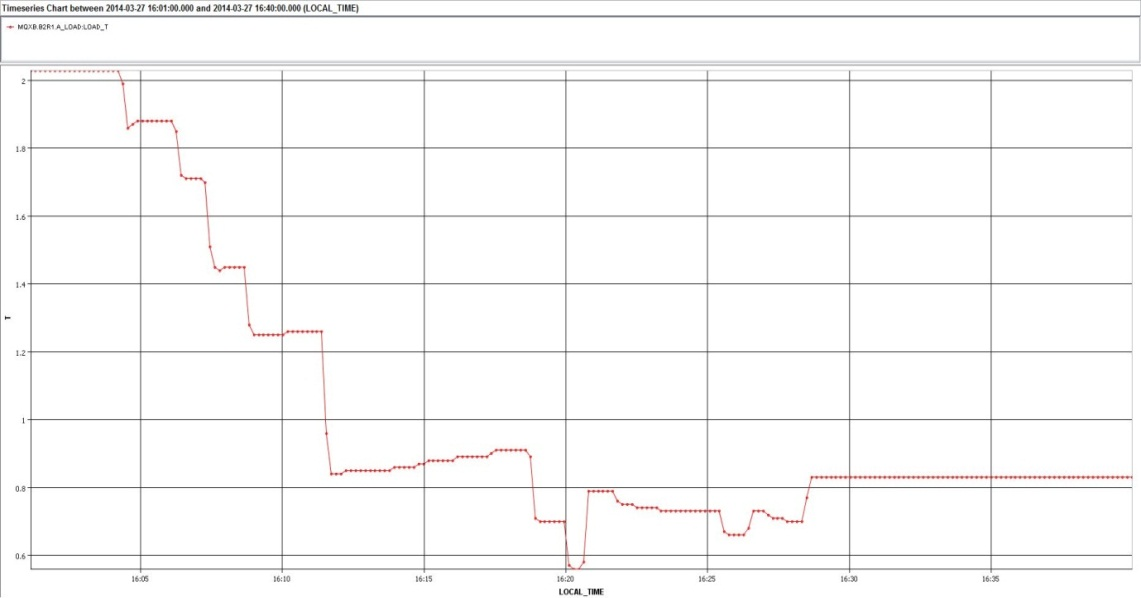 Timeseries Chart between 2014-03-27 16:01:00.000 and 2014-03-27 16:40:00.000 (LOCAL_TIME)
MQXB.B2R1.A_LOAD:LOAD_T
2
1.8
1.6
1.4
T
1.2
1
0.8
0.6
16:05 16:10 16:15 16:20 16:25 16:30 16:35
LOCAL_TIME